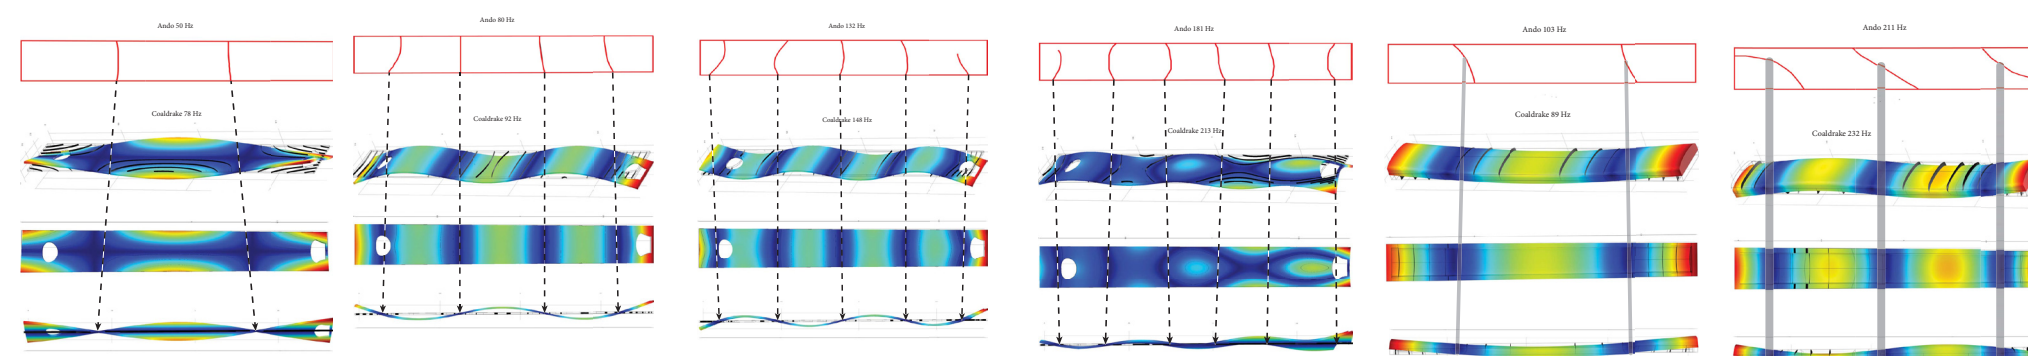 Ando 50 Hz
Coaldrake 78 Hz
Ando 80 Hz
Coaldrake 92 Hz
Ando 132 Hz
Coaldrake 148 Hz
Ando 181 Hz
Coaldrake 213 Hz
Ando 103 Hz
Coaldrake 89 Hz
Ando 211 Hz
Coaldrake 232 Hz